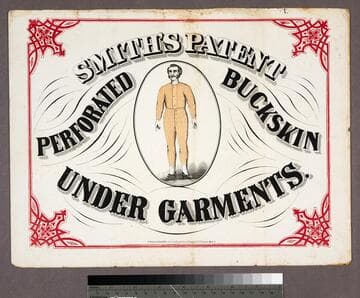 SMITH'S PATENT
PERFORATED BUCKSKIN
UNDER GARMENTS.